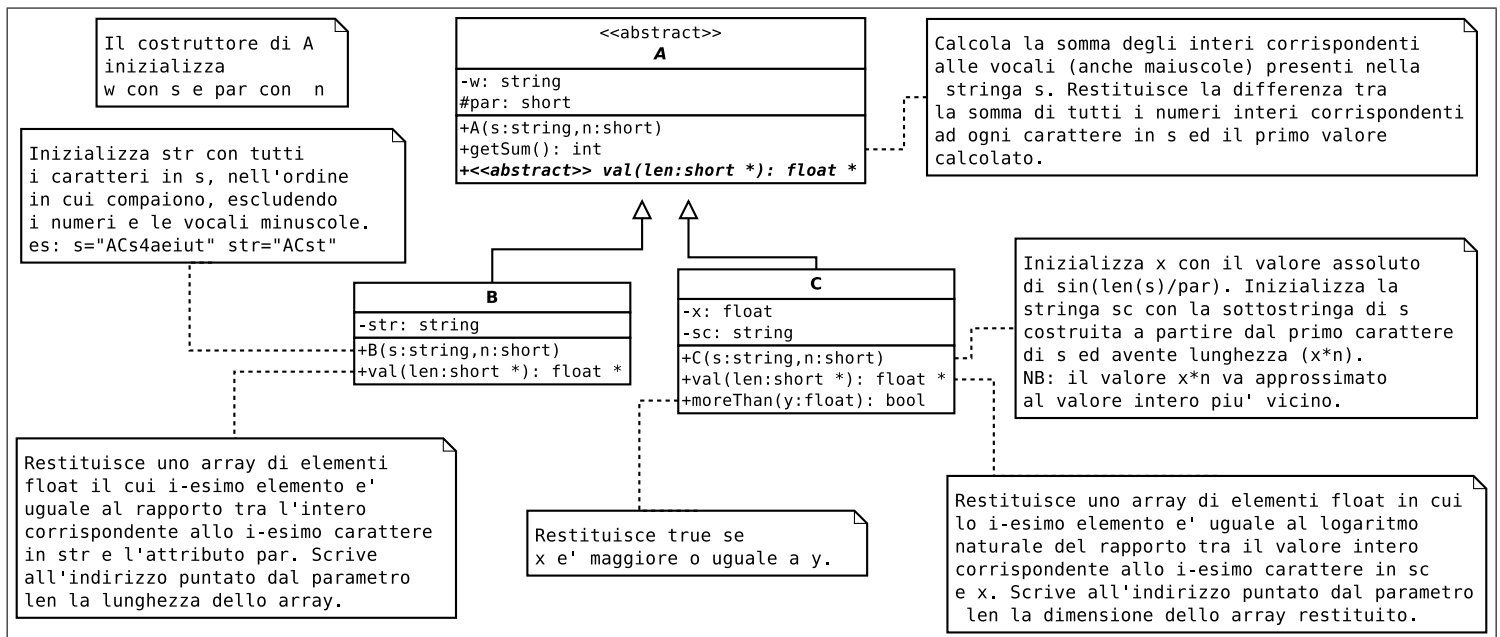 Il costruttore di A
inizializza
w con s e par con  n
<<abstract>>
A
-w: string
#par: short
+A(s:string,n:short)
+getSum(): int
+<<abstract>> val(len:short *): float *
Calcola la somma degli interi corrispondenti
alle vocali (anche maiuscole) presenti nella
stringa s. Restituisce la differenza tra
la somma di tutti i numeri interi corrispondenti
ad ogni carattere in s ed il primo valore
calcolato.
Inizializza str con tutti
i caratteri in s, nell'ordine
in cui compaiono, escludendo
i numeri e le vocali minuscole.
es: s="ACs4aeiut" str="ACst"
B
-str: string
+B(s:string,n:short)
+val(len:short *): float *
C
-x: float
-sc: string
+C(s:string,n:short)
+val(len:short *): float *
+moreThan(y:float): bool
Inizializza x con il valore assoluto
di sin(len(s)/par). Inizializza la
stringa sc con la sottostringa di s
costruita a partire dal primo carattere
di s ed avente lunghezza (x*n).
NB: il valore x*n va approssimato
al valore intero piu' vicino.
Restituisce uno array di elementi
float il cui i-esimo elemento e'
uguale al rapporto tra l'intero
corrispondente allo i-esimo carattere
in str e l'attributo par. Scrive
all'indirizzo puntato dal parametro
len la lunghezza dello array.
Restituisce true se
x e' maggiore o uguale a y.
Restituisce uno array di elementi float in cui
lo i-esimo elemento e' uguale al logaritmo
naturale del rapporto tra il valore intero
corrispondente allo i-esimo carattere in sc
e x. Scrive all'indirizzo puntato dal parametro
len la dimensione dello array restituito.